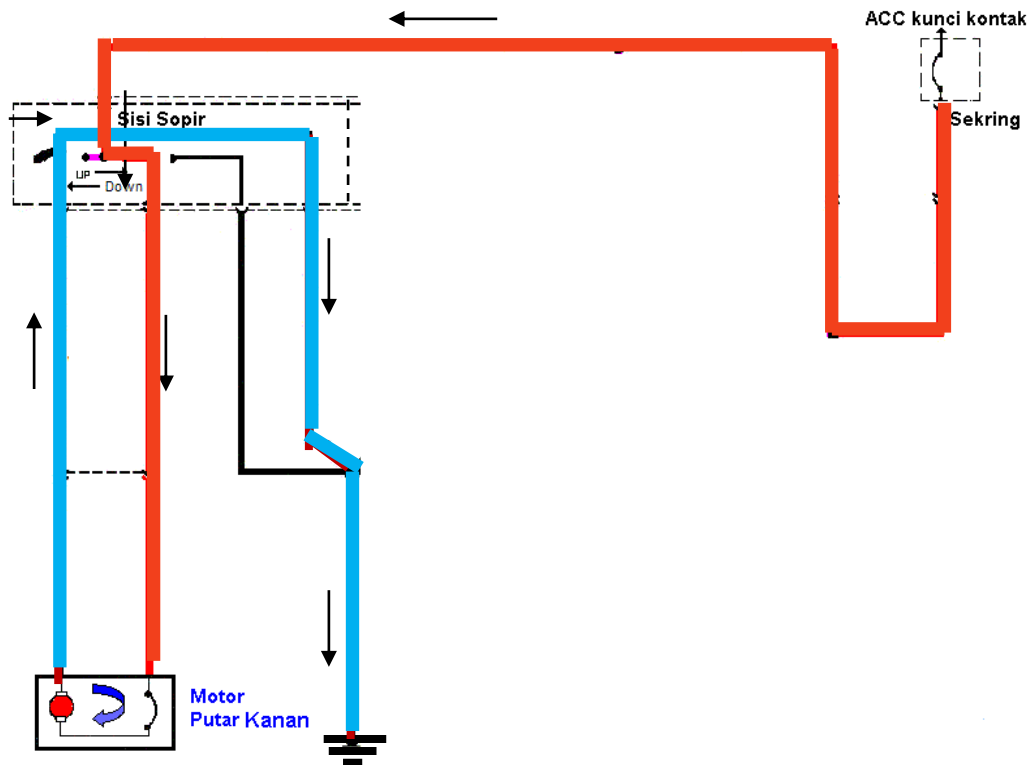 ACC kunci kontak
Sekring
Sisi Sopir
UP
Down
Motor
Putar Kanan